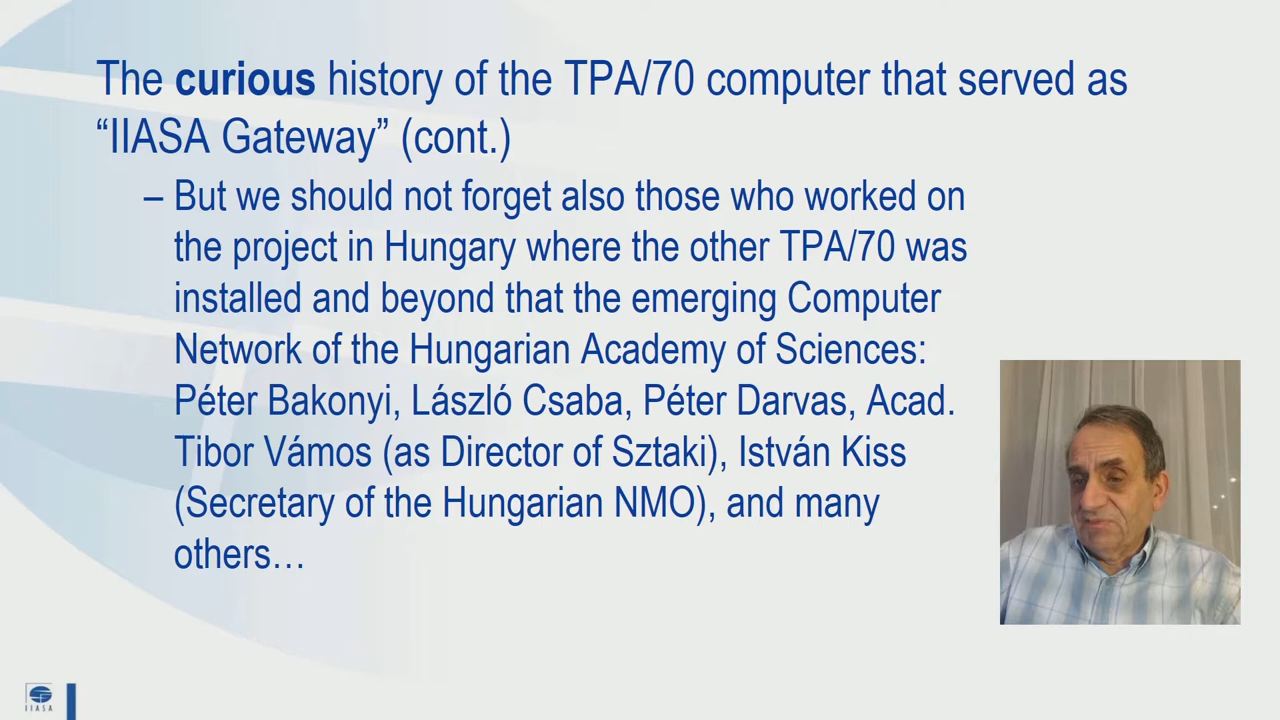 The curious history of the TPA/70 computer that served as
“IIASA Gateway” (cont.)
– But we should not forget also those who worked on
the project in Hungary where the other TPA/70 was
installed and beyond that the emerging Computer
Network of the Hungarian Academy of Sciences:
Péter Bakonyi, László Csaba, Péter Darvas, Acad.
Tibor Vámos (as Director of Sztaki), István Kiss
(Secretary of the Hungarian NMO), and many
others…
IIASA